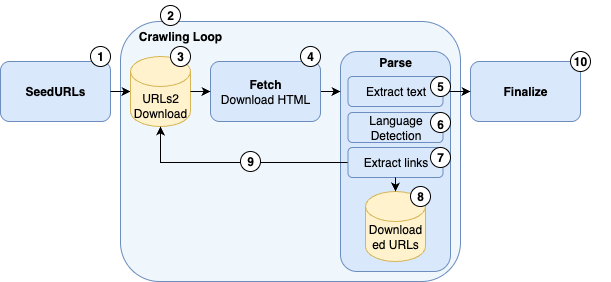 2
Crawling Loop
1
SeedURLs
3
URLs2
Download
4
Fetch
Download HTML
Parse
5
Extract text
6
Language
Detection
7
Extract links
8
Download
ed URLs
9
10
Finalize